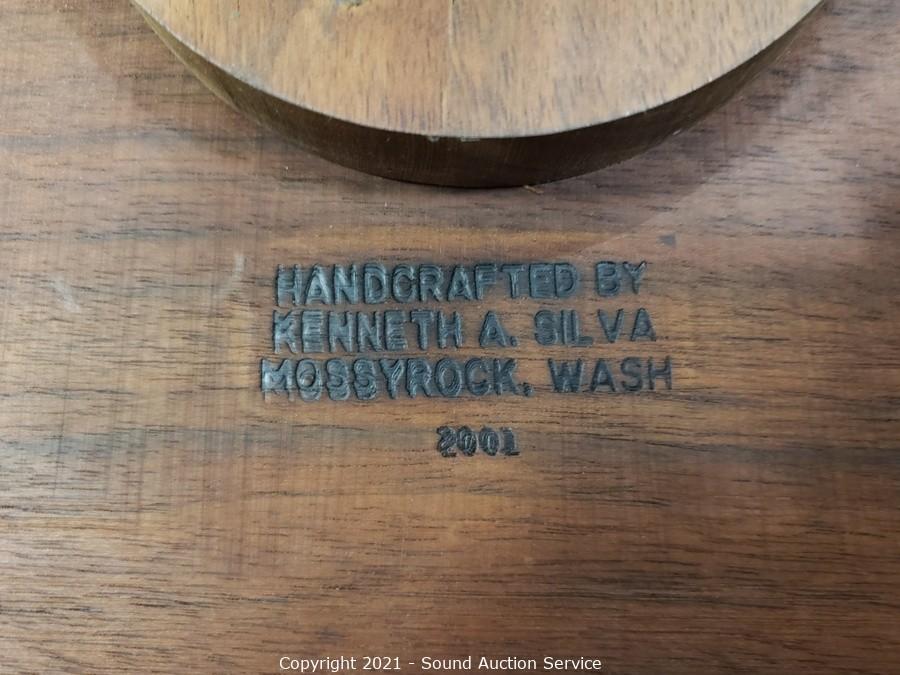 HANDCRAFTED BY
KENNETH A. SILVA
MOSSYROCK, WASH
2001
Copyright 2021 - Sound Auction Service